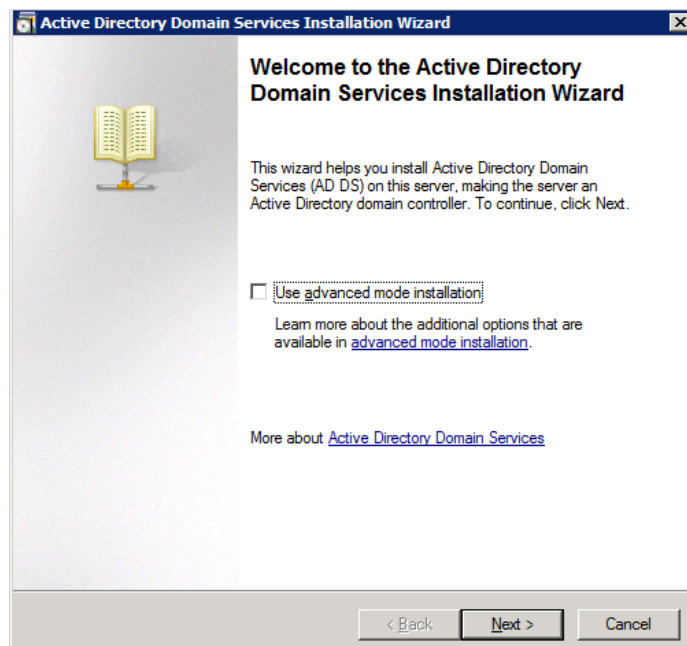 Active Directory Domain Services Installation Wizard
Welcome to the Active Directory
Domain Services Installation Wizard
This wizard helps you install Active Directory Domain
Services (AD DS) on this server, making the server an
Active Directory domain controller. To continue, click Next.
Use advanced mode installation
Learn more about the additional options that are
available in advanced mode installation.
More about Active Directory Domain Services
< Back
Next >
Cancel